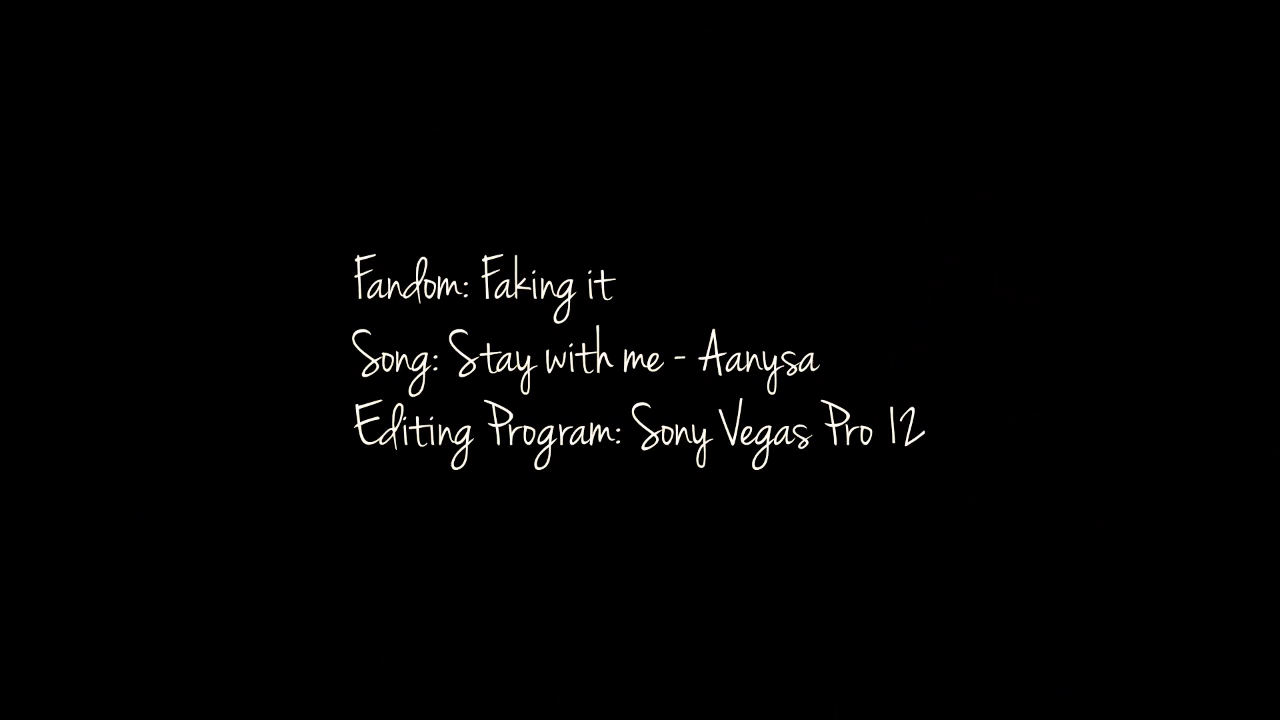 Fandom: Faking it
Song: Stay with me - Aanysa
Editing Program: Sony Vegas Pro 12